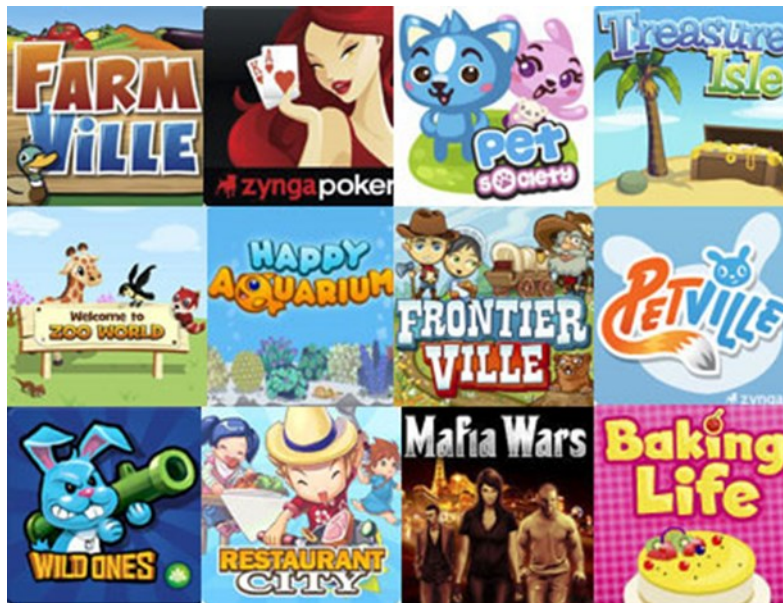 FARM
VILLE
zyngapoker
pet
society
Treasure
Isle
Welcome to
ZOO WORLD
HAPPY
AQUARIUM
FRONTIER
VILLE
PETVILLE
zynga
WILD ONES
RESTAURANT
CITY
Mafia Wars
Baking
Life